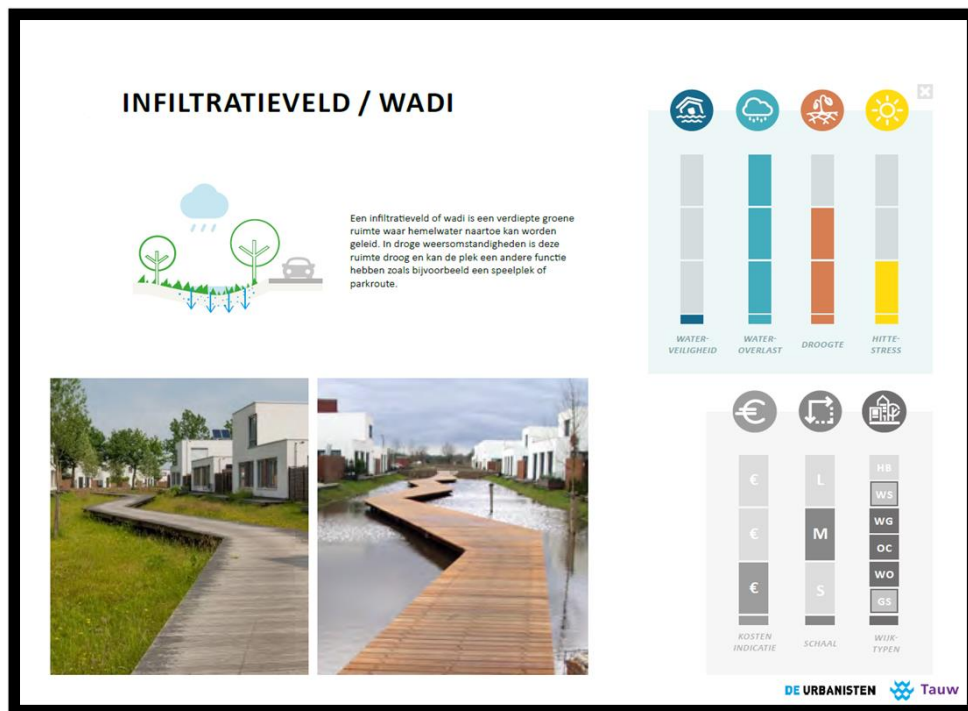 INFILTRATIEVELD / WADI
Een infiltratieveld of wadi is een verdiepte groene
ruimte waar hemelwater naartoe kan worden
geleid. In droge weersomstandigheden is deze
ruimte droog en kan de plek een andere functie
hebben zoals bijvoorbeeld een speelplek of
parkroute.
WATER-
VEILIGHEID
WATER-
OVERLAST
DROOGTE
HITTE-
STRESS
€
€
€
€
KOSTEN
INDICATIE
L
M
S
SCHAAL
HB
WS
WG
OC
WO
GS
WIJK-
TYPEN
DE URBANISTEN
Tauw